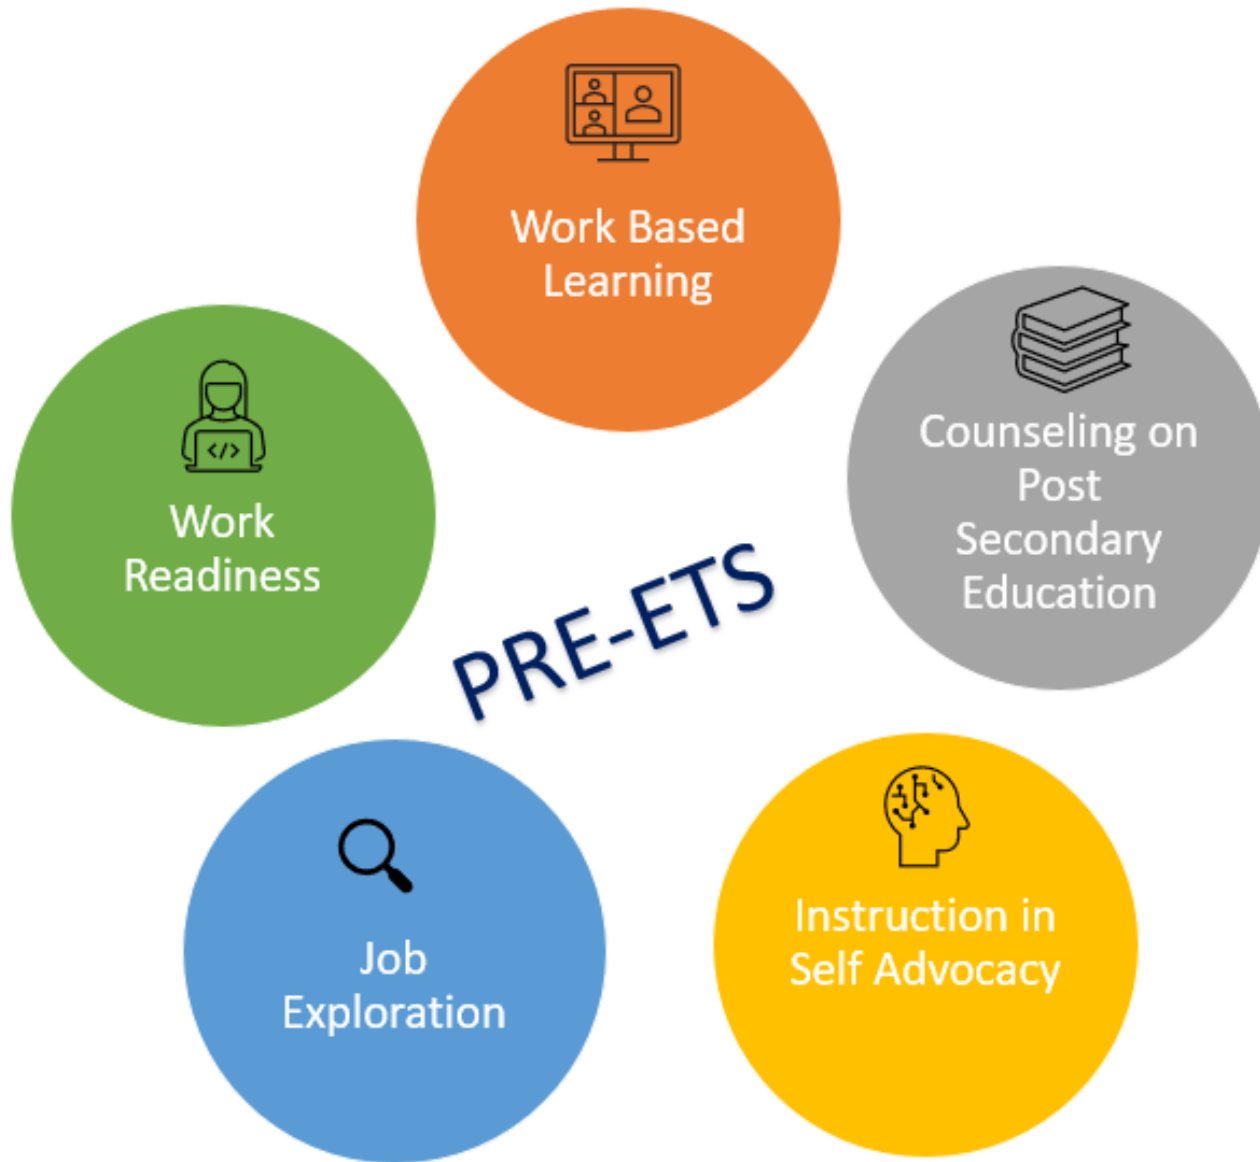 Work Based
Learning
Counseling on
Post
Secondary
Education
Work
Readiness
PRE-ETS
Job
Exploration
Instruction in
Self Advocacy